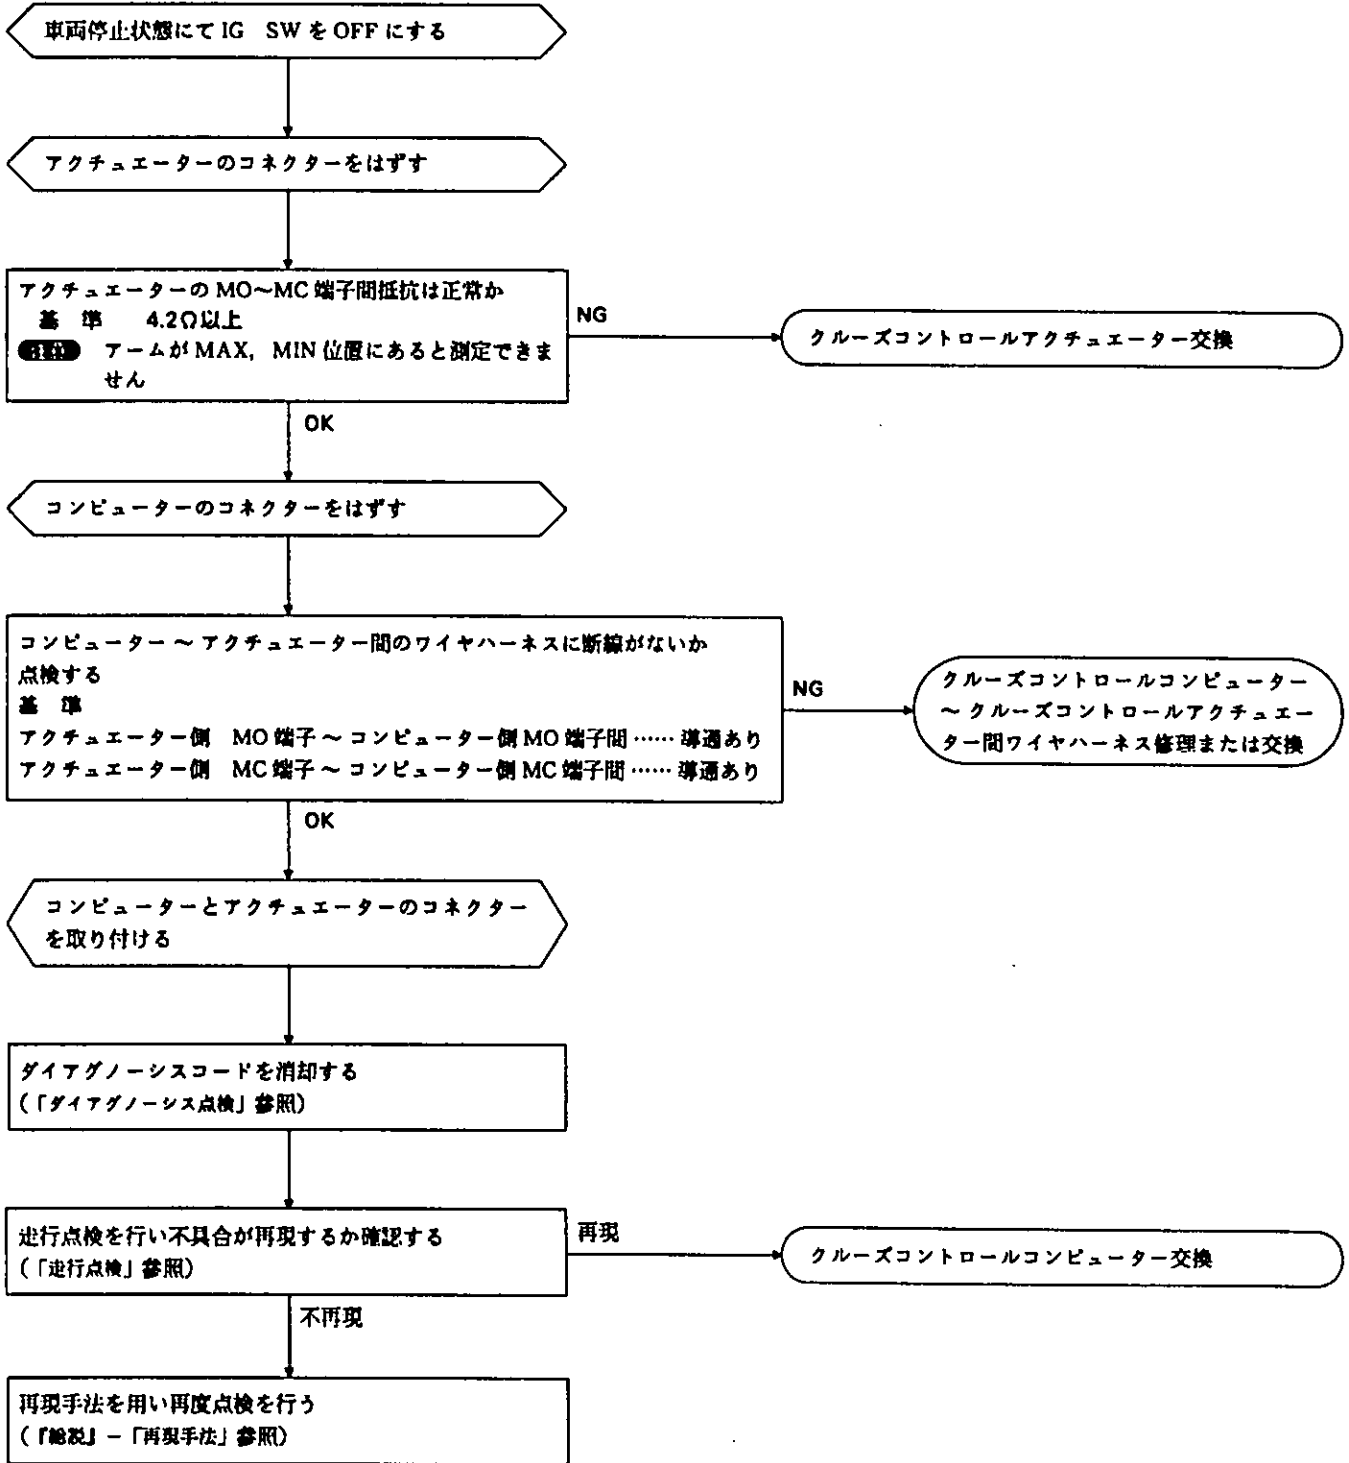 車両停止状態にて IG SW を OFF にする
アクチュエーターのコネクターをはずす
アクチュエーターの MO～MC 端子間抵抗は正常か
基 準 4.2Ω以上
アームが MAX，MIN 位置にあると測定できま
せん
NG
クルーズコントロールアクチュエーター交換
OK
コンピューターのコネクターをはずす
コンピューター ～ アクチュエーター間のワイヤハーネスに断線がないか
点検する
基 準
アクチュエーター側 MO 端子 ～ コンピューター側 MO 端子間 …… 導通あり
アクチュエーター側 MC 端子 ～ コンピューター側 MC 端子間 …… 導通あり
NG
クルーズコントロールコンピューター
～ クルーズコントロールアクチュエー
ター間ワイヤハーネス修理または交換
OK
コンピューターとアクチュエーターのコネクター
を取り付ける
ダイアグノーシスコードを消却する
(「ダイアグノーシス点検」参照)
走行点検を行い不具合が再現するか確認する
(「走行点検」参照)
再現
クルーズコントロールコンピューター交換
不再現
再現手法を用い再度点検を行う
(『総説』－「再現手法」参照)